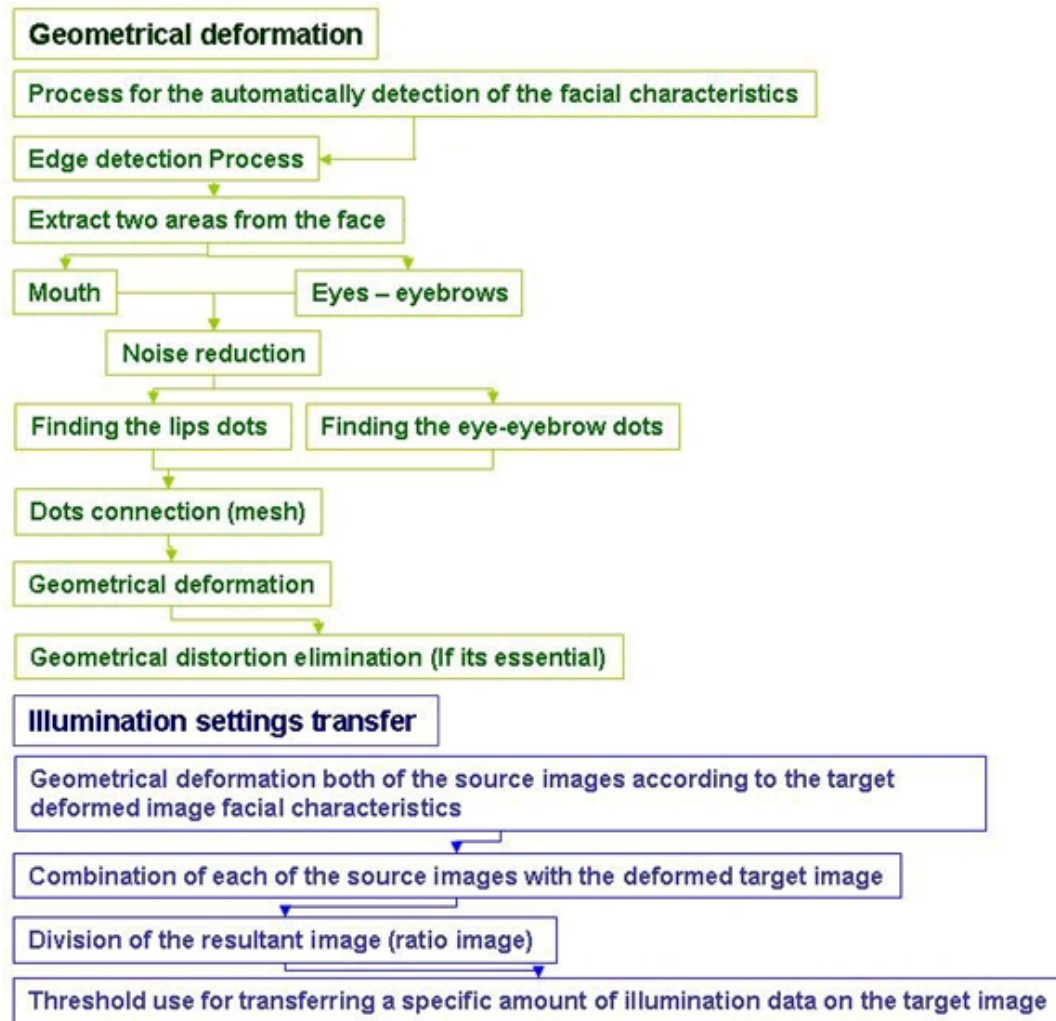 Geometrical deformation
Process for the automatically detection of the facial characteristics
Edge detection Process
Extract two areas from the face
Mouth
Eyes – eyebrows
Noise reduction
Finding the lips dots
Finding the eye-eyebrow dots
Dots connection (mesh)
Geometrical deformation
Geometrical distortion elimination (If its essential)
Illumination settings transfer
Geometrical deformation both of the source images according to the target
deformed image facial characteristics
Combination of each of the source images with the deformed target image
Division of the resultant image (ratio image)
Threshold use for transferring a specific amount of illumination data on the target image